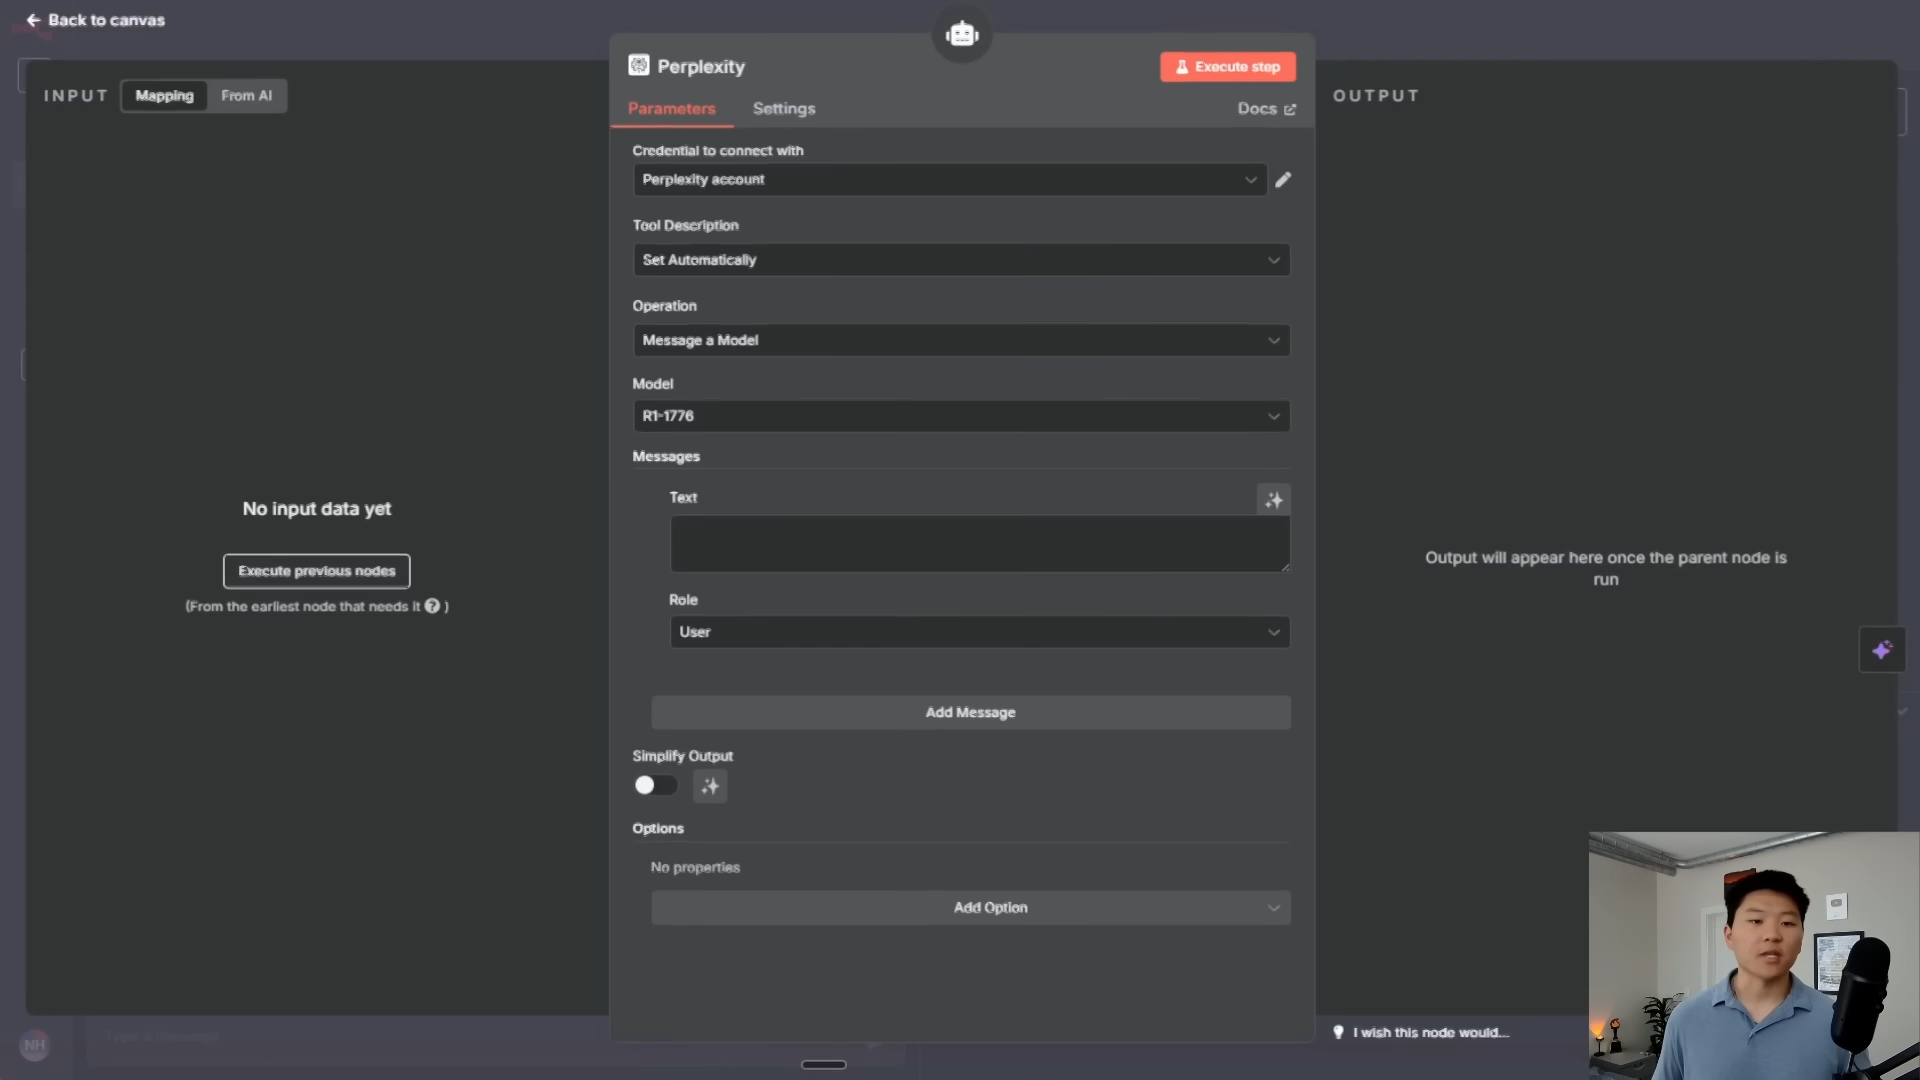 Back to canvas
INPUT
Mapping
From AI
Perplexity
Execute step
Parameters
Settings
Docs
OUTPUT
Credential to connect with
Perplexity account
Tool Description
Set Automatically
Operation
Message a Model
Model
R1-1776
Messages
Text
Role
User
Add Message
Simplify Output
Options
No properties
Add Option
No input data yet
Execute previous nodes
(From the earliest node that needs it ? )
Output will appear here once the parent node is
run
I wish this node would...
NH
Type a message